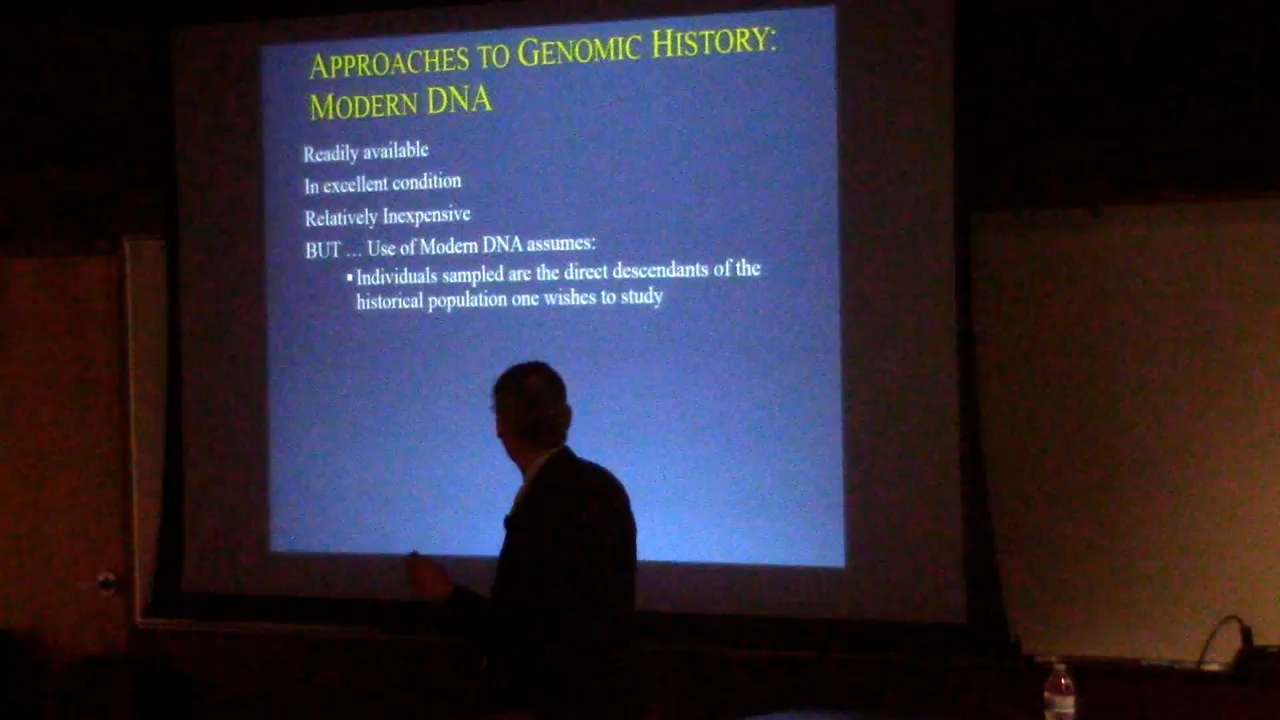 APPROACHES TO GENOMIC HISTORY:
MODERN DNA
Readily available
In excellent condition
Relatively Inexpensive
BUT … Use of Modern DNA assumes:
▪ Individuals sampled are the direct descendants of the
historical population one wishes to study